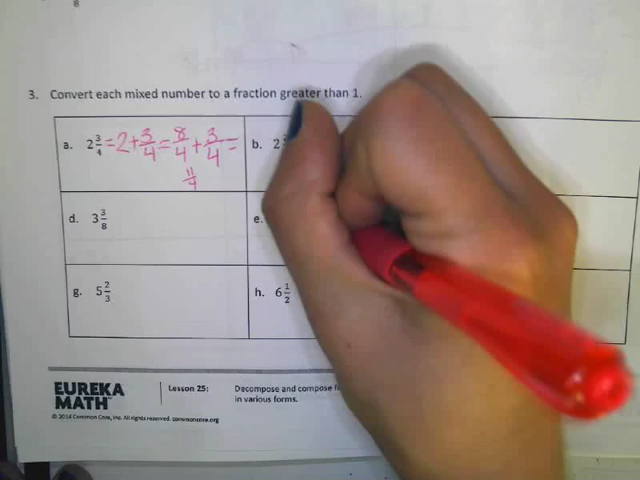 8
3. Convert each mixed number to a fraction greater than 1.
a. 2 3/4 = 2 + 3/4 = 8/4 + 3/4 =
11/4
b. 2
d. 3 3/8
e.
g. 5 2/3
h. 6 1/2
EUREKA
MATH
Lesson 25:
Decompose and compose
in various forms.
© 2014 Common Core, Inc. All rights reserved. commoncore.org